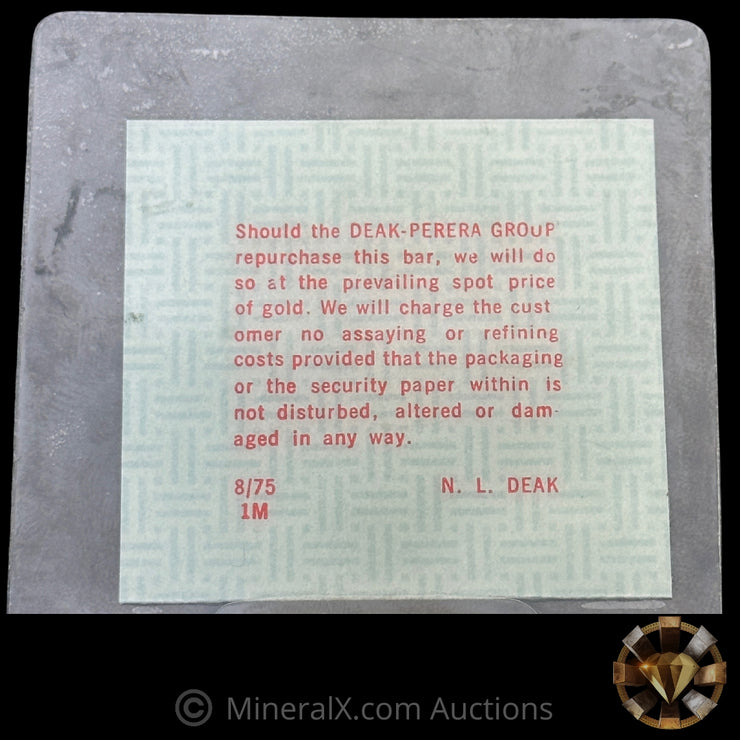 Should the DEAK-PERERA GROUP
repurchase this bar, we will do
so at the prevailing spot price
of gold. We will charge the cust
omer no assaying or refining
costs provided that the packaging
or the security paper within is
not disturbed, altered or dam-
aged in any way.
8/75 N. L. DEAK
1M
© MineralX.com Auctions